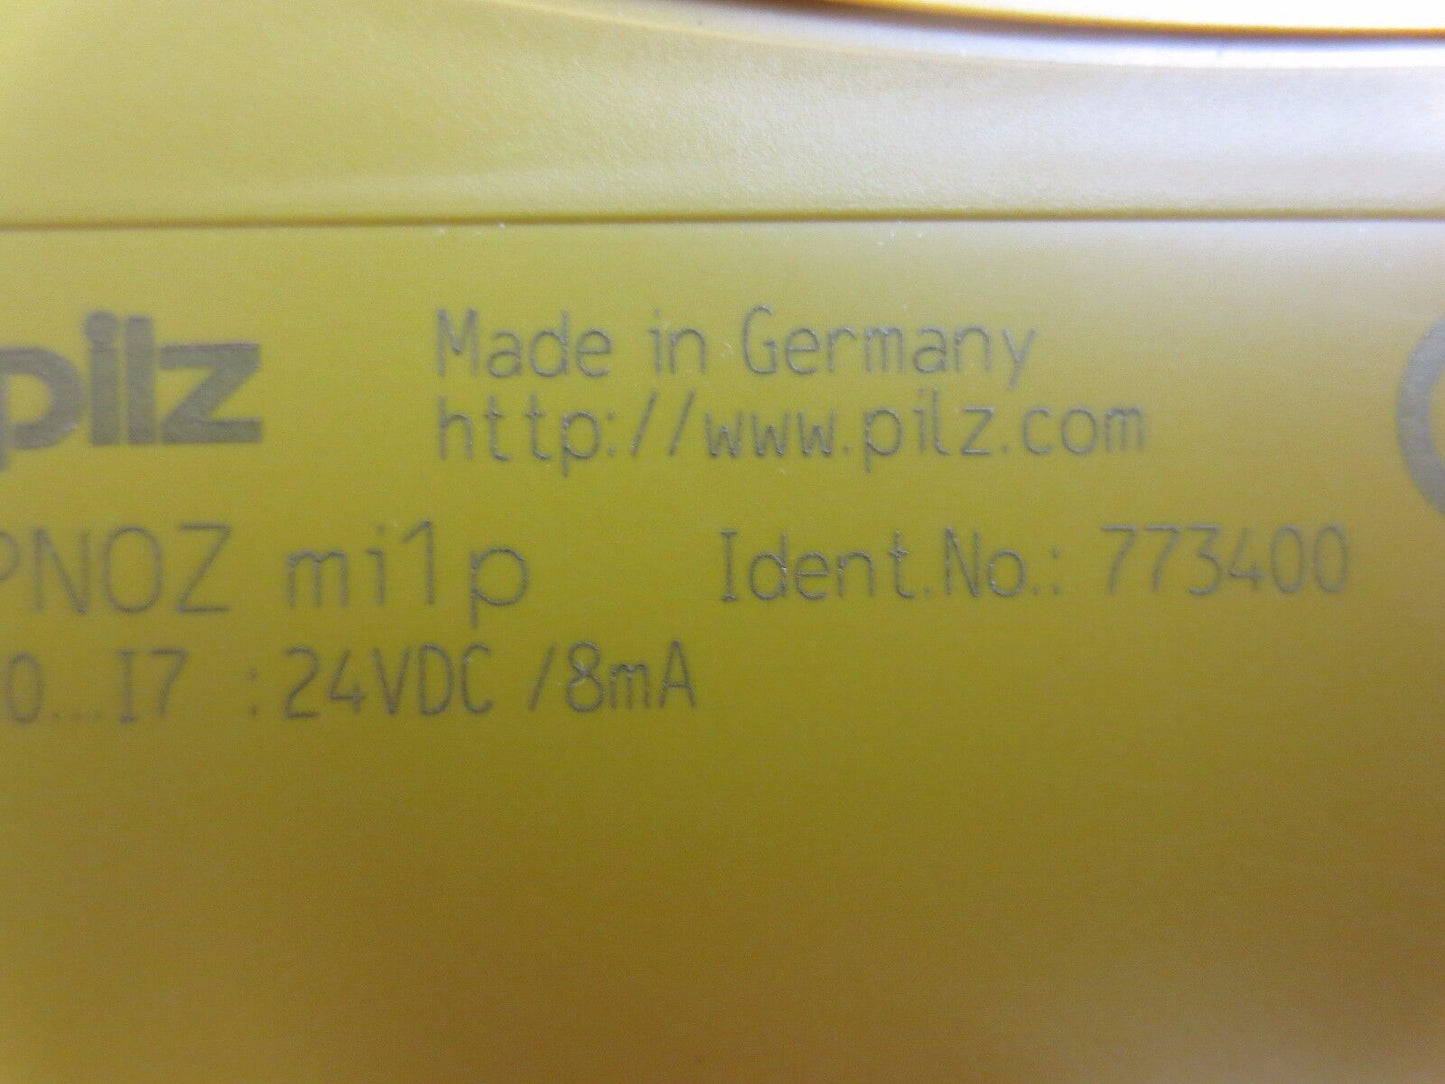 pilz
Made in Germany
http://www.pilz.com
PNOZ mi1p Ident.No.: 773400
0...I7 :24VDC /8mA